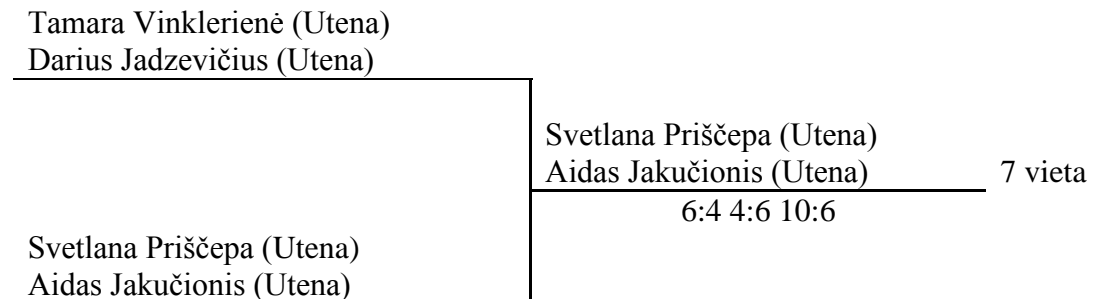 Tamara Vinklerienė (Utena)
Darius Jadzevičius (Utena)
Svetlana Priščepa (Utena)
Aidas Jakučionis (Utena) 7 vieta
6:4 4:6 10:6
Svetlana Priščepa (Utena)
Aidas Jakučionis (Utena)